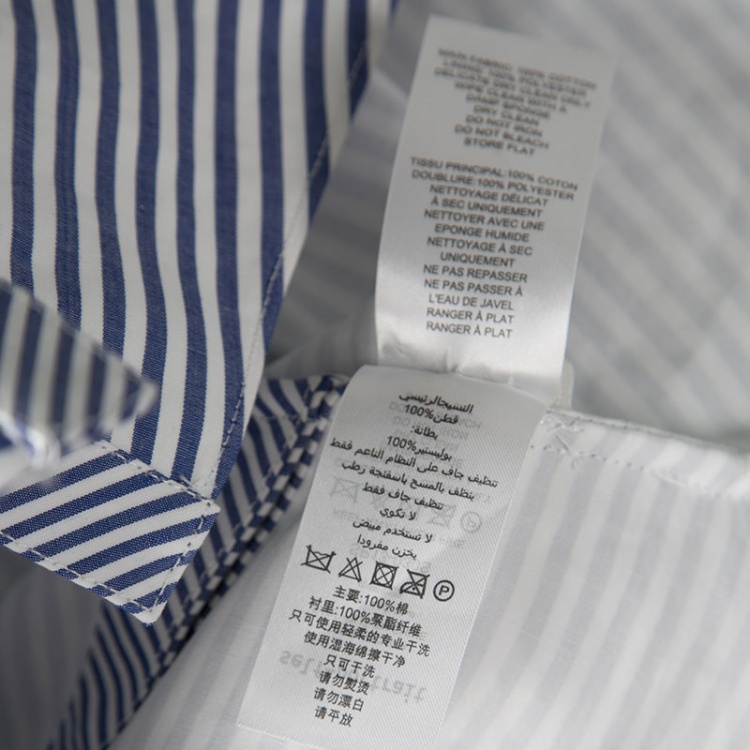 MAIN FABRIC: 100% COTTON
LINING: 100% POLYESTER
DELICATE DRY CLEAN ONLY
WIPE CLEAN WITH A
DAMP SPONGE
DRY CLEAN
DO NOT IRON
DO NOT BLEACH
STORE FLAT
TISSU PRINCIPAL:100% COTON
DOUBLURE:100% POLYESTER
NETTOYAGE DÉLICAT
À SEC UNIQUEMENT
NETTOYER AVEC UNE
EPONGE HUMIDE
NETTOYAGE À SEC
UNIQUEMENT
NE PAS REPASSER
NE PAS PASSER À
L'EAU DE JAVEL
RANGER À PLAT
RANGER À PLAT
النسيجالرئيسي
قطن100%
بطانة:
بوليستير100%
تنظيف جاف على النظام الناعم فقط
ينظف بالمسح باسفنجة رطب
تنظيف جاف فقط
لا تكوي
لا تستخدم مبيض
يخزن مفرودا
P
主要:100%棉
衬里:100%聚酯纤维
只可使用轻柔的专业干洗
使用湿海绵擦干净
只可干洗
请勿熨烫
请勿漂白
请平放